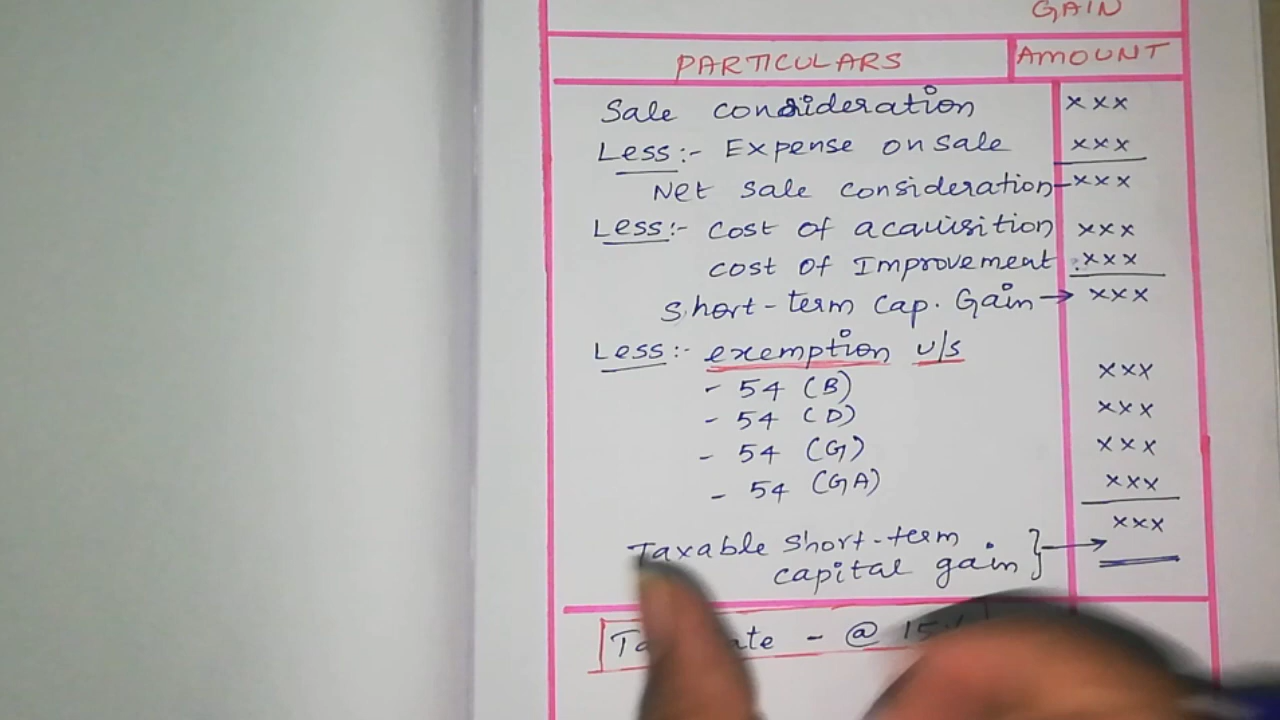 GAIN
PARTICULARS AMOUNT
Sale consideration xxx
Less:- Expense on sale xxx
Net sale consideration xxx
Less:- cost of acauisition xxx
cost of Improvement xxx
Short-term cap. Gain → xxx
Less:- exemption u/s
- 54 (B) xxx
- 54 (D) xxx
- 54 (G) xxx
- 54 (GA) xxx
Taxable short-term xxx
capital gain
- @